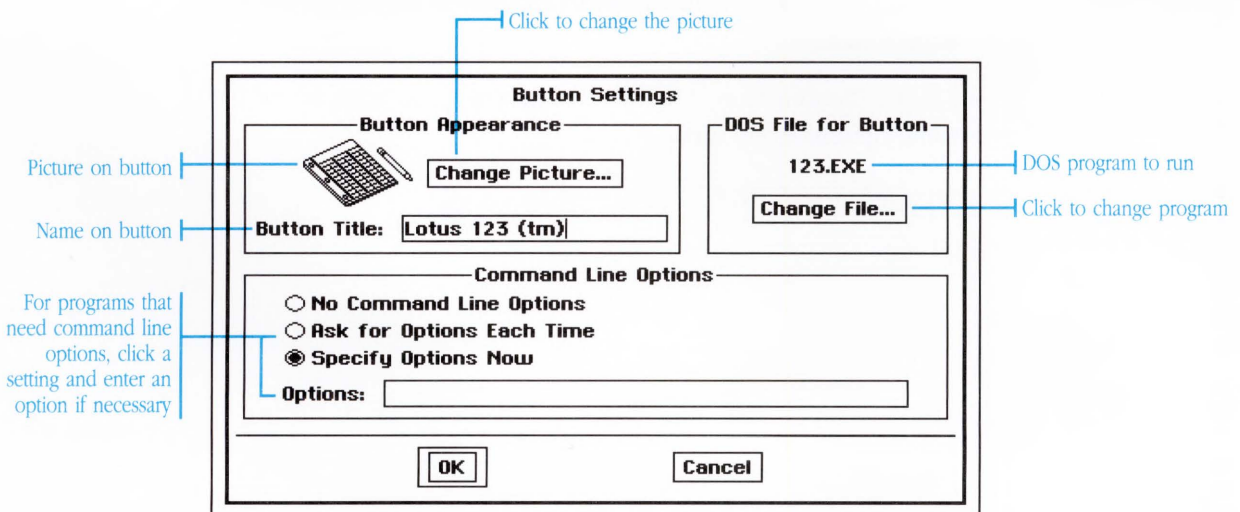 Click to change the picture
Button Settings
Button Appearance
DOS File for Button
Picture on button
Change Picture...
123.EXE
DOS program to run
Change File...
Click to change program
Name on button
Button Title: Lotus 123 (tm)
Command Line Options
For programs that
need command line
options, click a
setting and enter an
option if necessary
No Command Line Options
Ask for Options Each Time
Specify Options Now
Options:
OK
Cancel